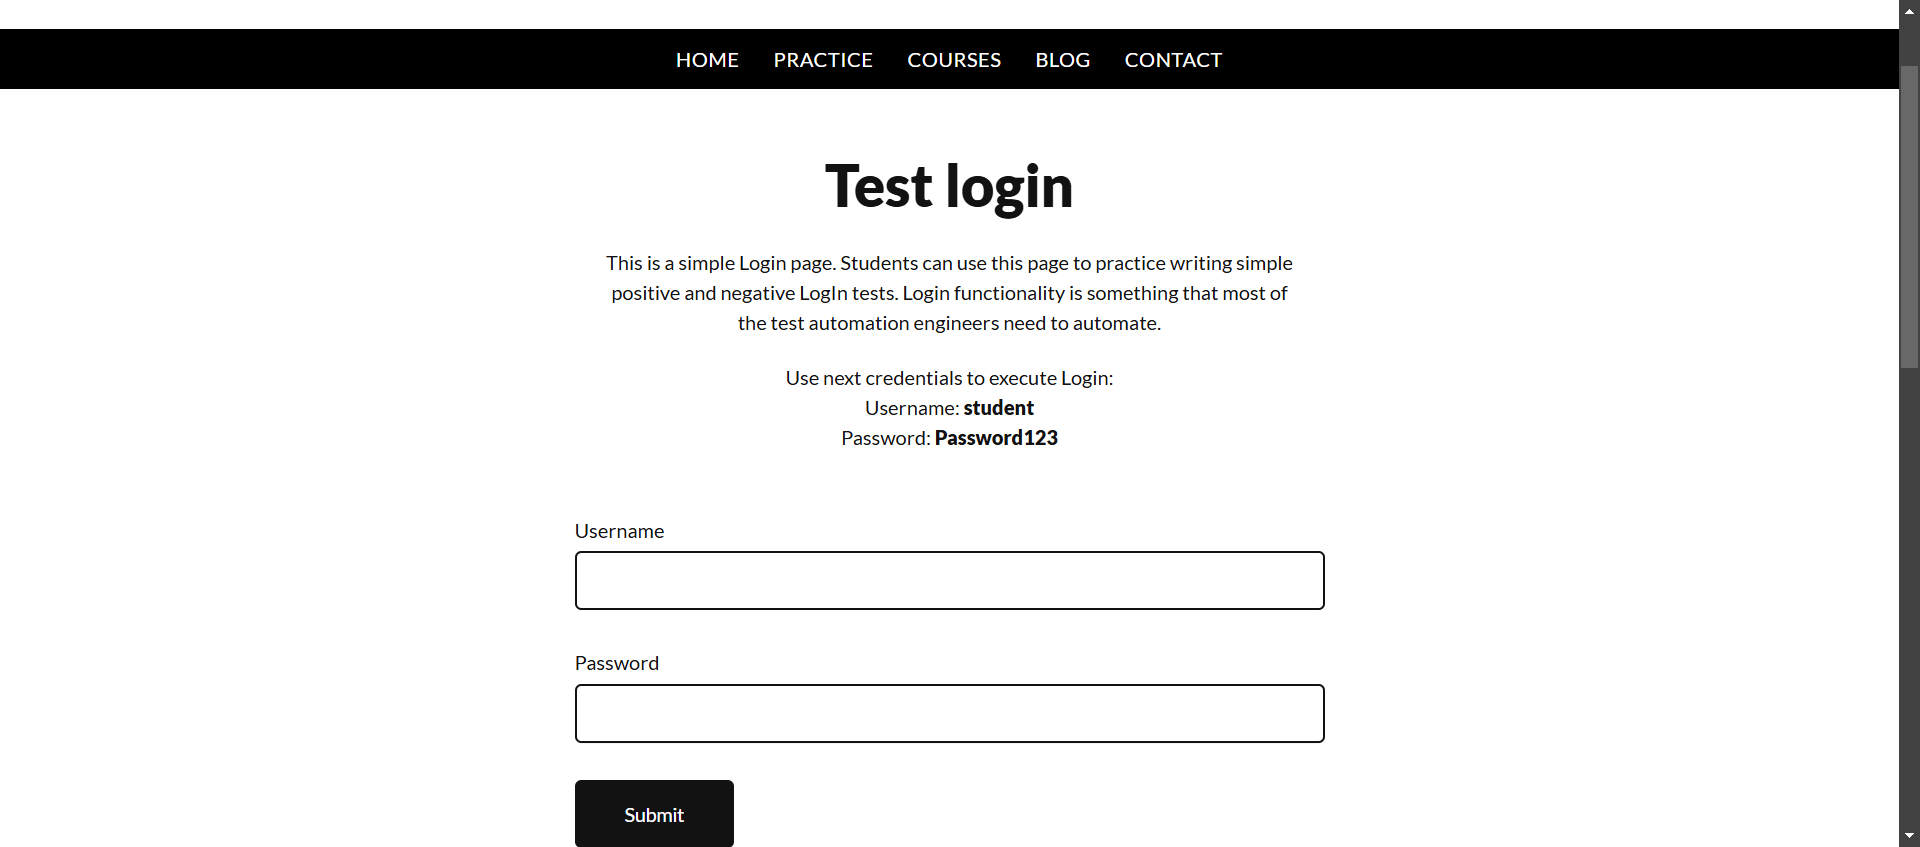 HOME PRACTICE COURSES BLOG CONTACT
Test login
This is a simple Login page. Students can use this page to practice writing simple
positive and negative LogIn tests. Login functionality is something that most of
the test automation engineers need to automate.
Use next credentials to execute Login:
Username: student
Password: Password123
Username
Password
Submit